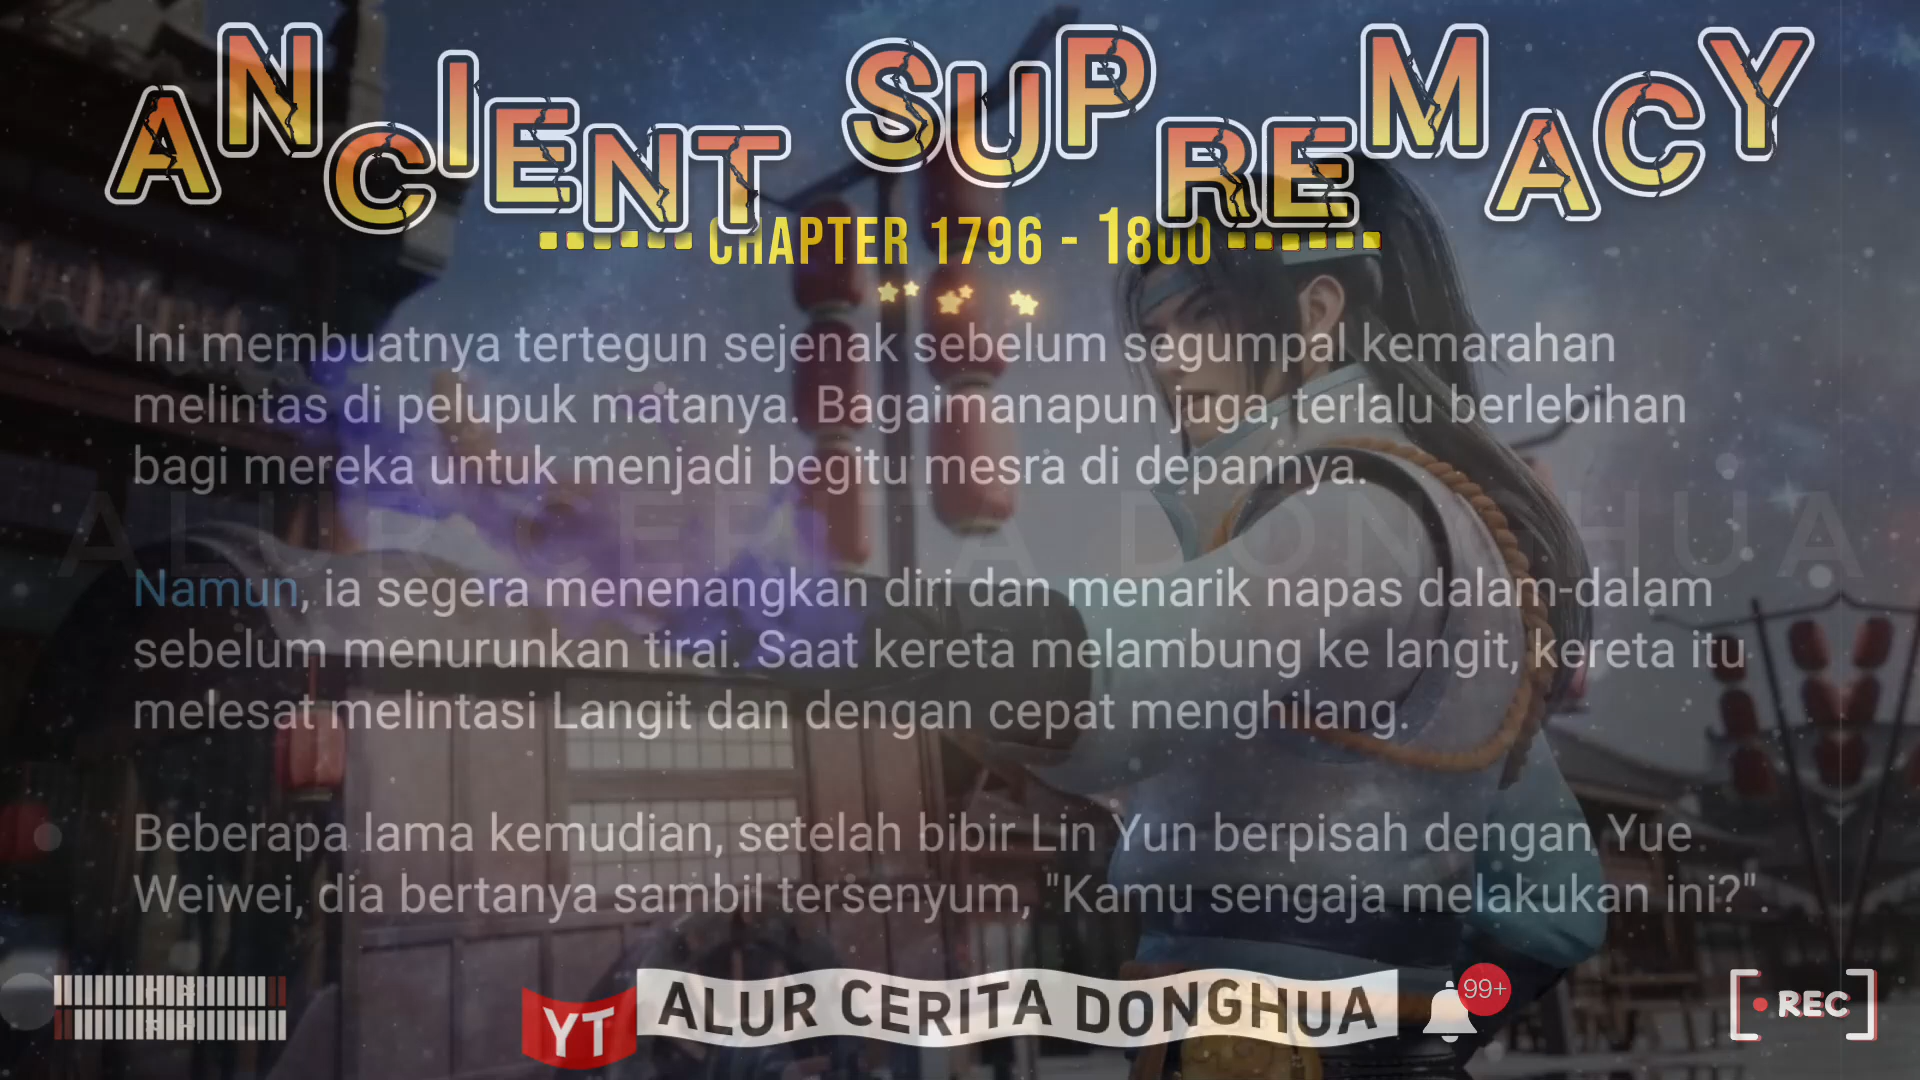 ANCIENT SUPREMACY
CHAPTER 1796 - 1800
Ini membuatnya tertegun sejenak sebelum segumpal kemarahan
melintas di pelupuk matanya. Bagaimanapun juga, terlalu berlebihan
bagi mereka untuk menjadi begitu mesra di depannya.
ALUR CERITA DONGHUA
Namun, ia segera menenangkan diri dan menarik napas dalam-dalam
sebelum menurunkan tirai. Saat kereta melambung ke langit, kereta itu
melesat melintasi Langit dan dengan cepat menghilang.
Beberapa lama kemudian, setelah bibir Lin Yun berpisah dengan Yue
Weiwei, dia bertanya sambil tersenyum, "Kamu sengaja melakukan ini?".
YT ALUR CERITA DONGHUA 99+
REC